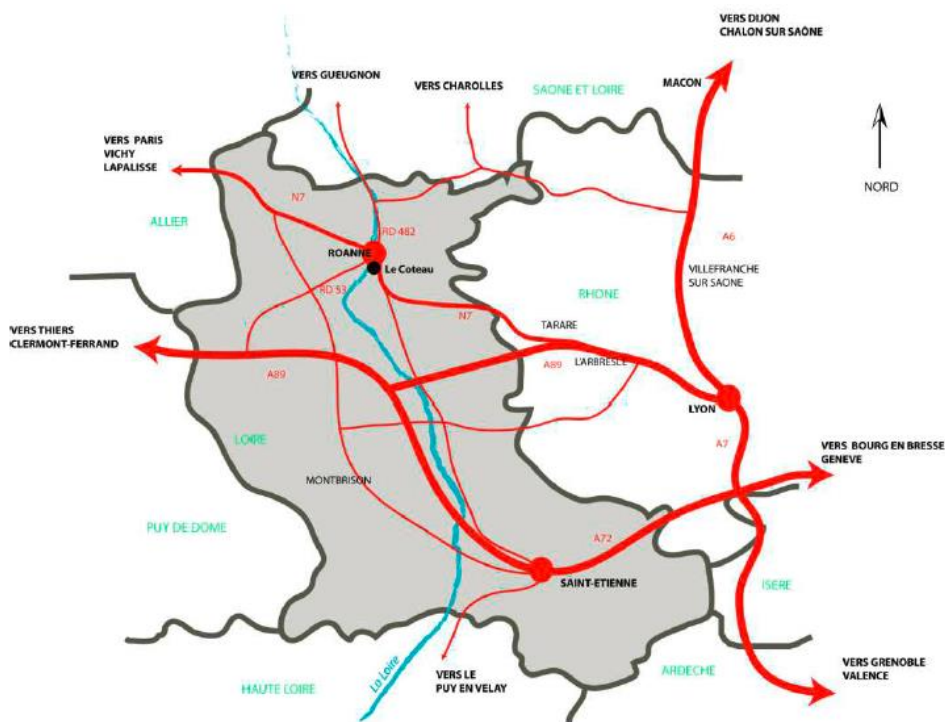 VERS DIJON
CHALON SUR SAÔNE
VERS GUEUGNON
VERS CHAROLLES
SAONE ET LOIRE
MACON
VERS PARIS
VICHY
LAPALISSE
NORD
N7
ALLIER
RD 482
A6
ROANNE
Le Coteau
VILLEFRANCHE
SUR SAONE
RD 53
RHONE
N7
TARARE
VERS THIERS
CLERMONT-FERRAND
L'ARBRESLE
A89
A89
LYON
LOIRE
A7
VERS BOURG EN BRESSE
GENEVE
MONTBRISON
PUY DE DOME
A72
SAINT-ETIENNE
ISERE
La Loire
VERS LE
PUY EN VELAY
HAUTE LOIRE
ARDECHE
VERS GRENOBLE
VALENCE